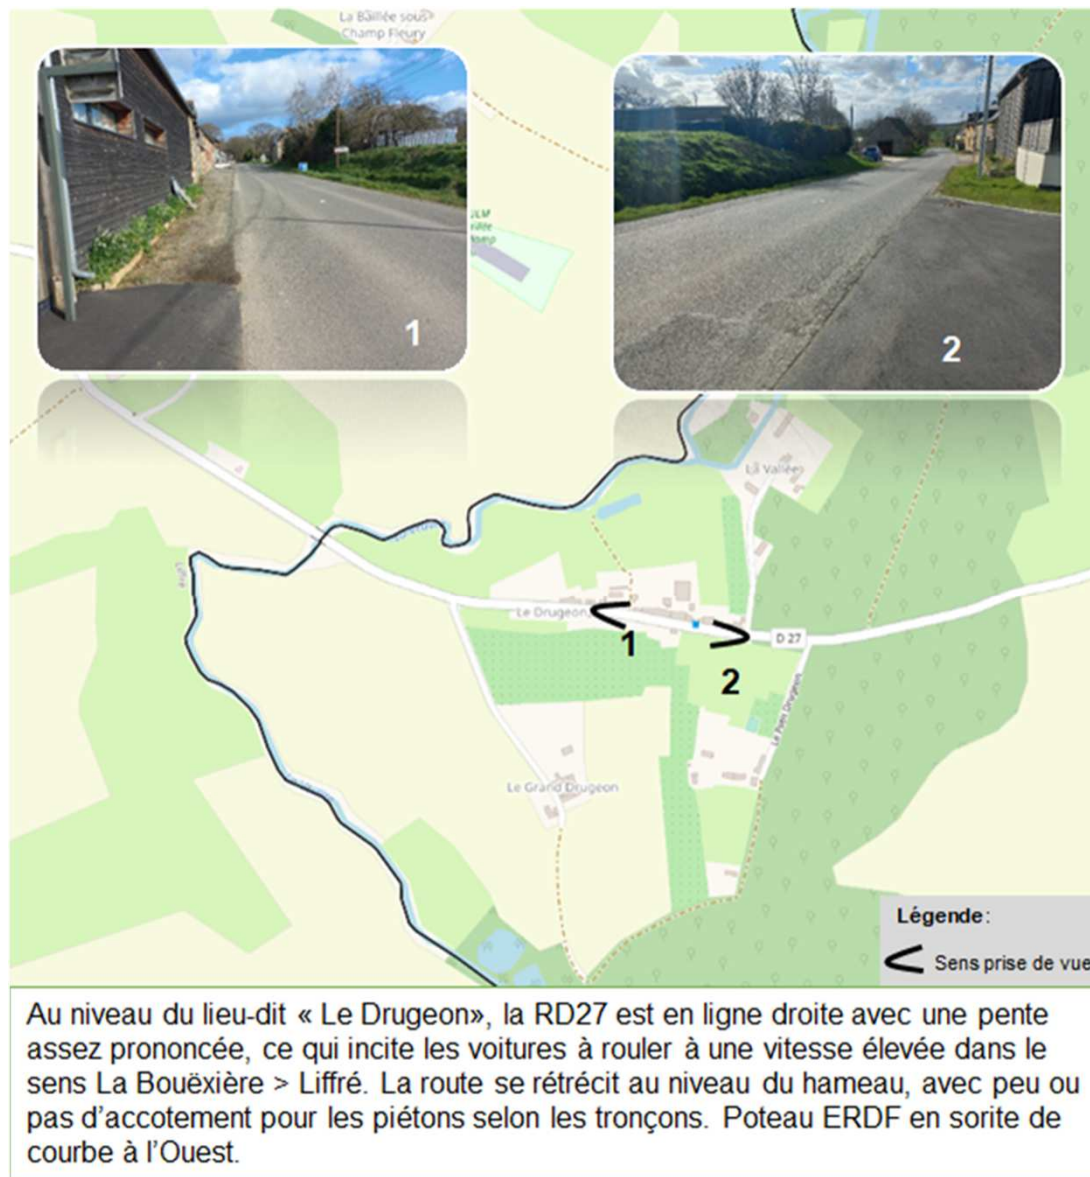 La Baillée sous
Champ Fleury
1
2
La Vallée
Liffré
Le Drugeon
1
D 27
2
Le Petit Drugeon
Le Grand Drugeon
Légende:
Sens prise de vue
Au niveau du lieu-dit « Le Drugeon», la RD27 est en ligne droite avec une pente
assez prononcée, ce qui incite les voitures à rouler à une vitesse élevée dans le
sens La Bouëxière > Liffré. La route se rétrécit au niveau du hameau, avec peu ou
pas d’accotement pour les piétons selon les tronçons. Poteau ERDF en sorite de
courbe à l’Ouest.